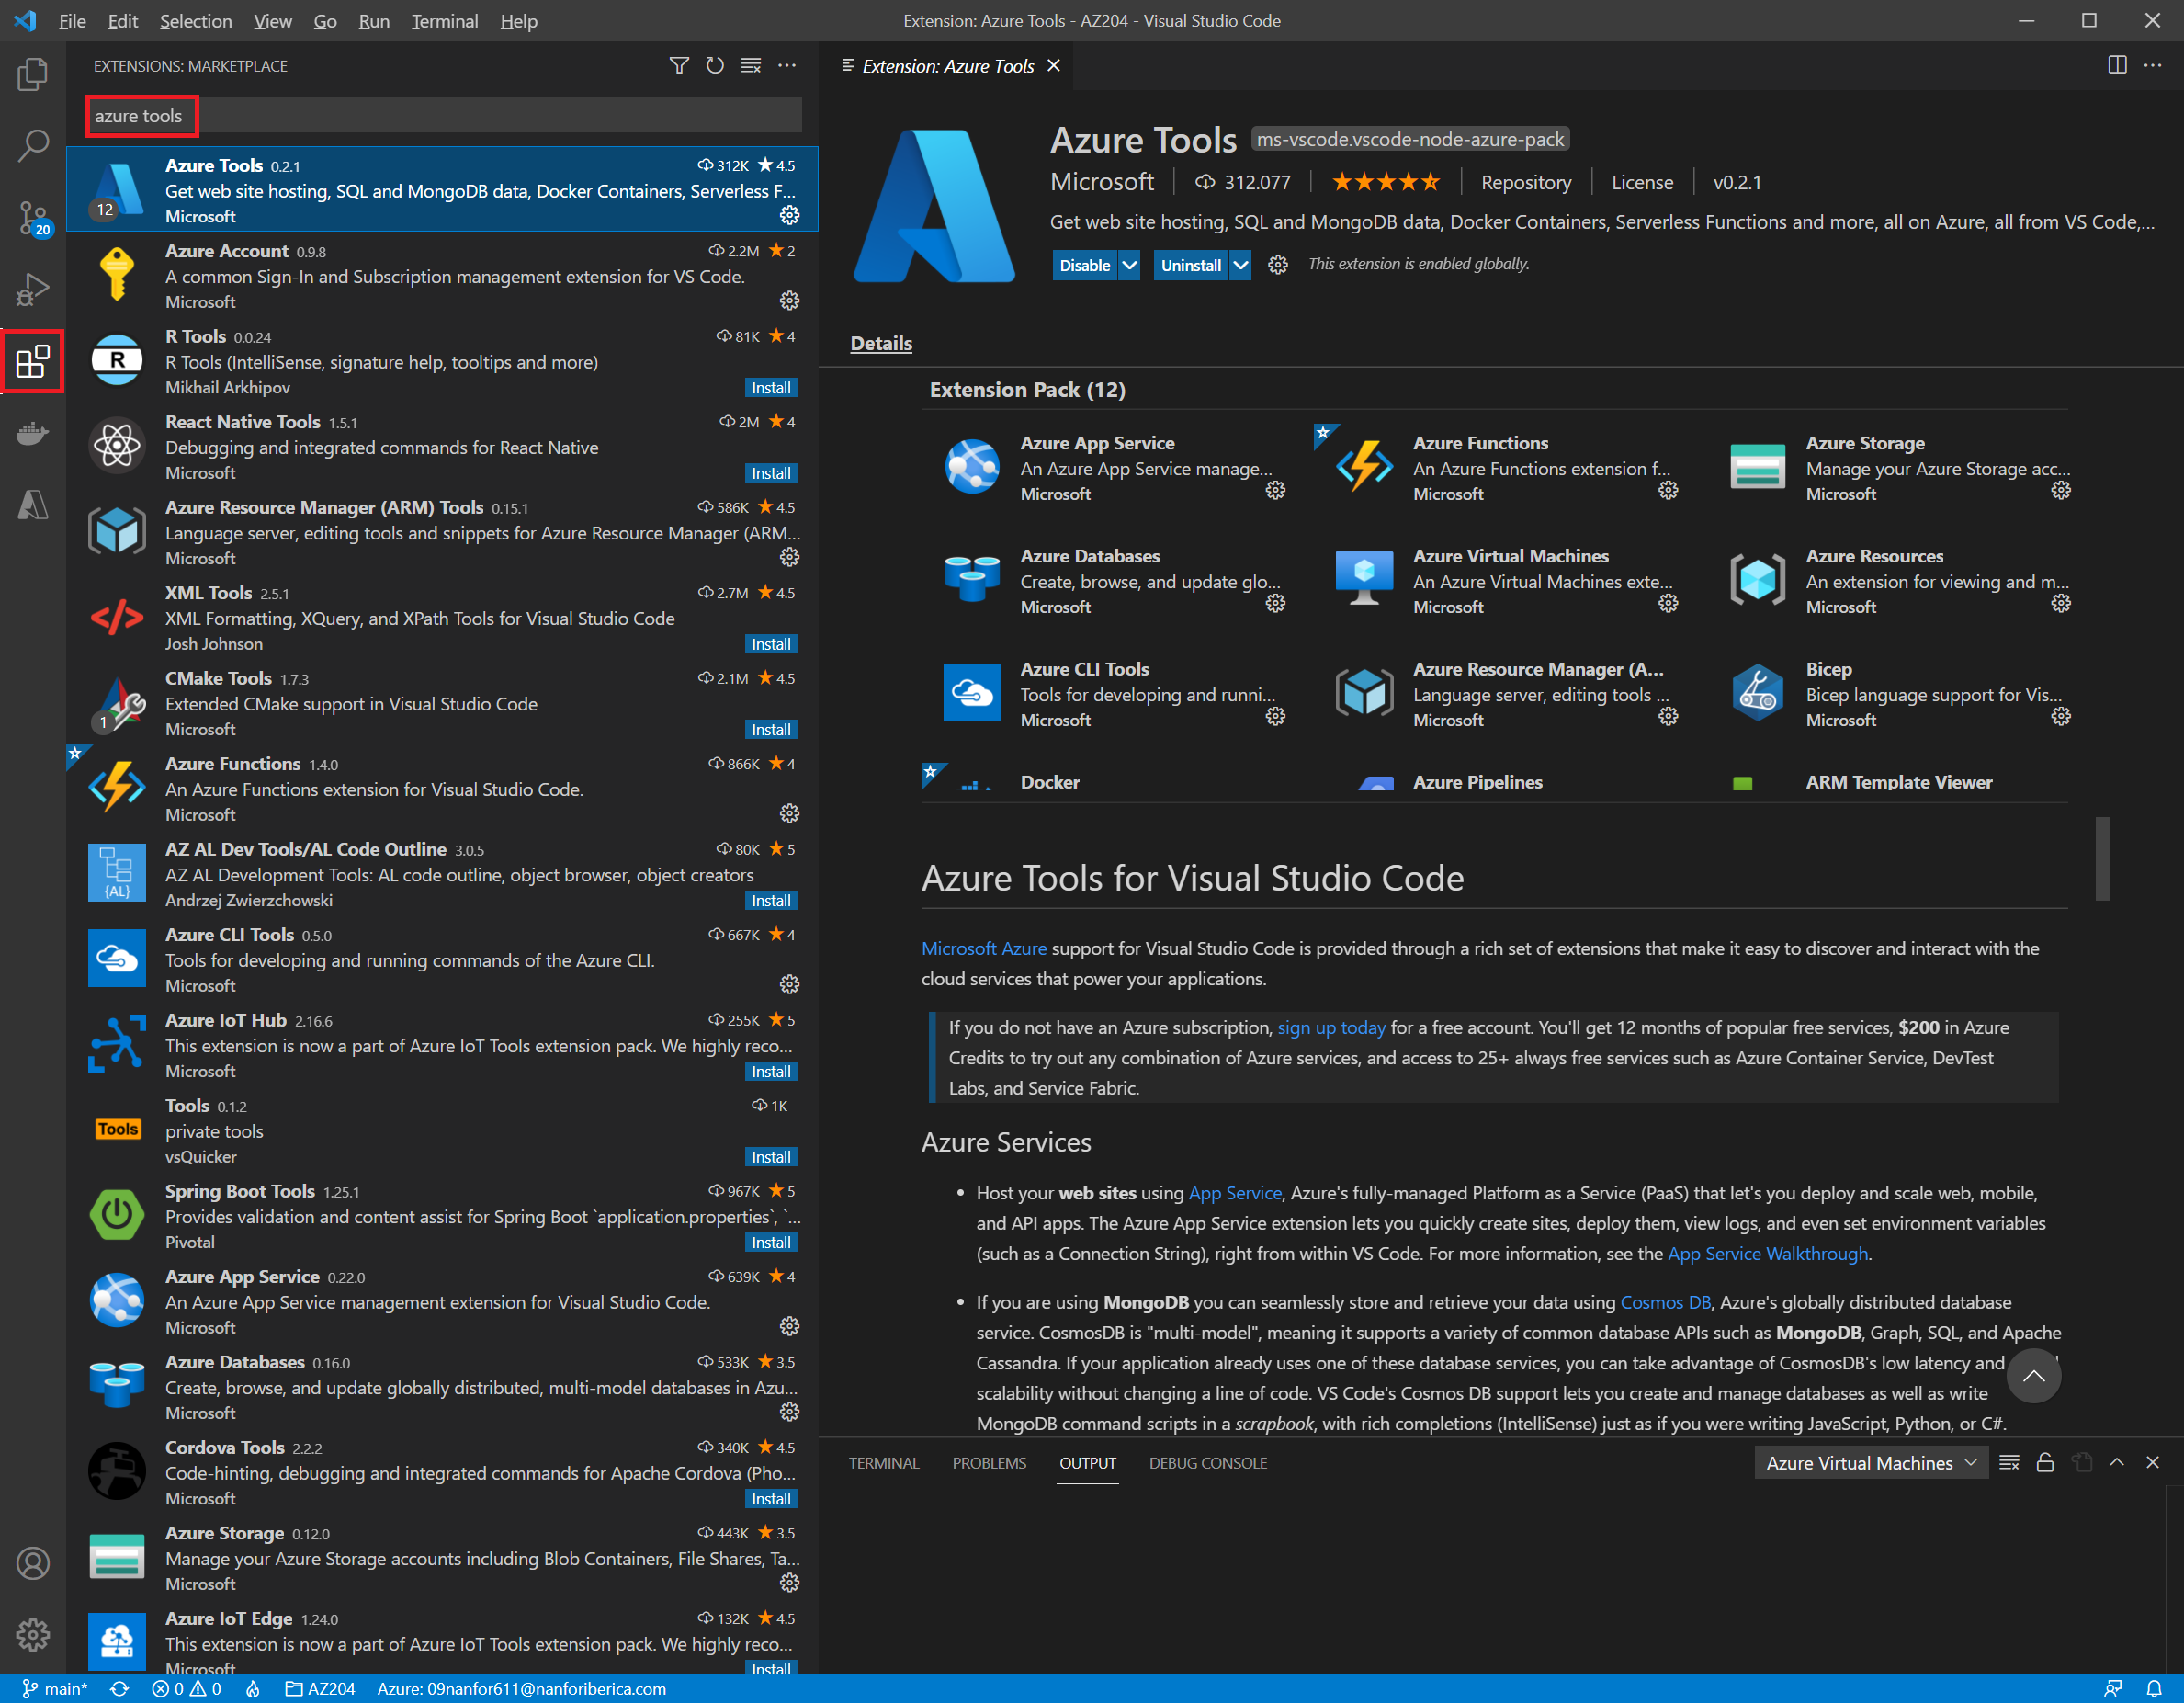 File Edit Selection View Go Run Terminal Help
Extension: Azure Tools - AZ204 - Visual Studio Code
EXTENSIONS: MARKETPLACE
azure tools
Azure Tools 0.2.1 312K 4.5
Get web site hosting, SQL and MongoDB data, Docker Containers, Serverless F...
12
Microsoft
20
Azure Account 0.9.8 2.2M 2
A common Sign-In and Subscription management extension for VS Code.
Microsoft
R
R Tools 0.0.24 81K 4
R Tools (IntelliSense, signature help, tooltips and more)
Mikhail Arkhipov Install
React Native Tools 1.5.1 2M 4
Debugging and integrated commands for React Native
Microsoft Install
Azure Resource Manager (ARM) Tools 0.15.1 586K 4.5
Language server, editing tools and snippets for Azure Resource Manager (ARM...
Microsoft
XML Tools 2.5.1 2.7M 4.5
XML Formatting, XQuery, and XPath Tools for Visual Studio Code
Josh Johnson Install
CMake Tools 1.7.3 2.1M 4.5
Extended CMake support in Visual Studio Code
1
Microsoft Install
Azure Functions 1.4.0 866K 4
An Azure Functions extension for Visual Studio Code.
Microsoft
AZ AL Dev Tools/AL Code Outline 3.0.5 80K 5
AZ AL Development Tools: AL code outline, object browser, object creators
{AL}
Andrzej Zwierzchowski Install
Azure CLI Tools 0.5.0 667K 4
Tools for developing and running commands of the Azure CLI.
Microsoft
Azure IoT Hub 2.16.6 255K 5
This extension is now a part of Azure IoT Tools extension pack. We highly reco...
Microsoft Install
Tools 0.1.2 1K
Tools
private tools
vsQuicker Install
Spring Boot Tools 1.25.1 967K 5
Provides validation and content assist for Spring Boot `application.properties`, `...
Pivotal Install
Azure App Service 0.22.0 639K 4
An Azure App Service management extension for Visual Studio Code.
Microsoft
Azure Databases 0.16.0 533K 3.5
Create, browse, and update globally distributed, multi-model databases in Azu...
Microsoft
Cordova Tools 2.2.2 340K 4.5
Code-hinting, debugging and integrated commands for Apache Cordova (Pho...
Microsoft Install
Azure Storage 0.12.0 443K 3.5
Manage your Azure Storage accounts including Blob Containers, File Shares, Ta...
Microsoft
Azure IoT Edge 1.24.0 132K 4.5
This extension is now a part of Azure IoT Tools extension pack. We highly reco...
Microsoft Install
Extension: Azure Tools
Azure Tools ms-vscode.vscode-node-azure-pack
Microsoft 312.077 Repository License v0.2.1
Get web site hosting, SQL and MongoDB data, Docker Containers, Serverless Functions and more, all on Azure, all from VS Code,...
Disable Uninstall This extension is enabled globally.
Details
Extension Pack (12)
Azure App Service
An Azure App Service manage...
Microsoft
Azure Functions
An Azure Functions extension f...
Microsoft
Azure Storage
Manage your Azure Storage acc...
Microsoft
Azure Databases
Create, browse, and update glo...
Microsoft
Azure Virtual Machines
An Azure Virtual Machines exte...
Microsoft
Azure Resources
An extension for viewing and m...
Microsoft
Azure CLI Tools
Tools for developing and runni...
Microsoft
Azure Resource Manager (A...
Language server, editing tools ...
Microsoft
Bicep
Bicep language support for Vis...
Microsoft
Docker
Azure Pipelines
ARM Template Viewer
Azure Tools for Visual Studio Code
Microsoft Azure support for Visual Studio Code is provided through a rich set of extensions that make it easy to discover and interact with the
cloud services that power your applications.
If you do not have an Azure subscription, sign up today for a free account. You'll get 12 months of popular free services, $200 in Azure
Credits to try out any combination of Azure services, and access to 25+ always free services such as Azure Container Service, DevTest
Labs, and Service Fabric.
Azure Services
• Host your web sites using App Service, Azure's fully-managed Platform as a Service (PaaS) that let's you deploy and scale web, mobile,
and API apps. The Azure App Service extension lets you quickly create sites, deploy them, view logs, and even set environment variables
(such as a Connection String), right from within VS Code. For more information, see the App Service Walkthrough.
• If you are using MongoDB you can seamlessly store and retrieve your data using Cosmos DB, Azure's globally distributed database
service. CosmosDB is "multi-model", meaning it supports a variety of common database APIs such as MongoDB, Graph, SQL, and Apache
Cassandra. If your application already uses one of these database services, you can take advantage of CosmosDB's low latency and
scalability without changing a line of code. VS Code's Cosmos DB support lets you create and manage databases as well as write
MongoDB command scripts in a scrapbook, with rich completions (IntelliSense) just as if you were writing JavaScript, Python, or C#.
TERMINAL PROBLEMS OUTPUT DEBUG CONSOLE Azure Virtual Machines
main* 0 0 AZ204 Azure: 09nanfor611@nanforiberica.com